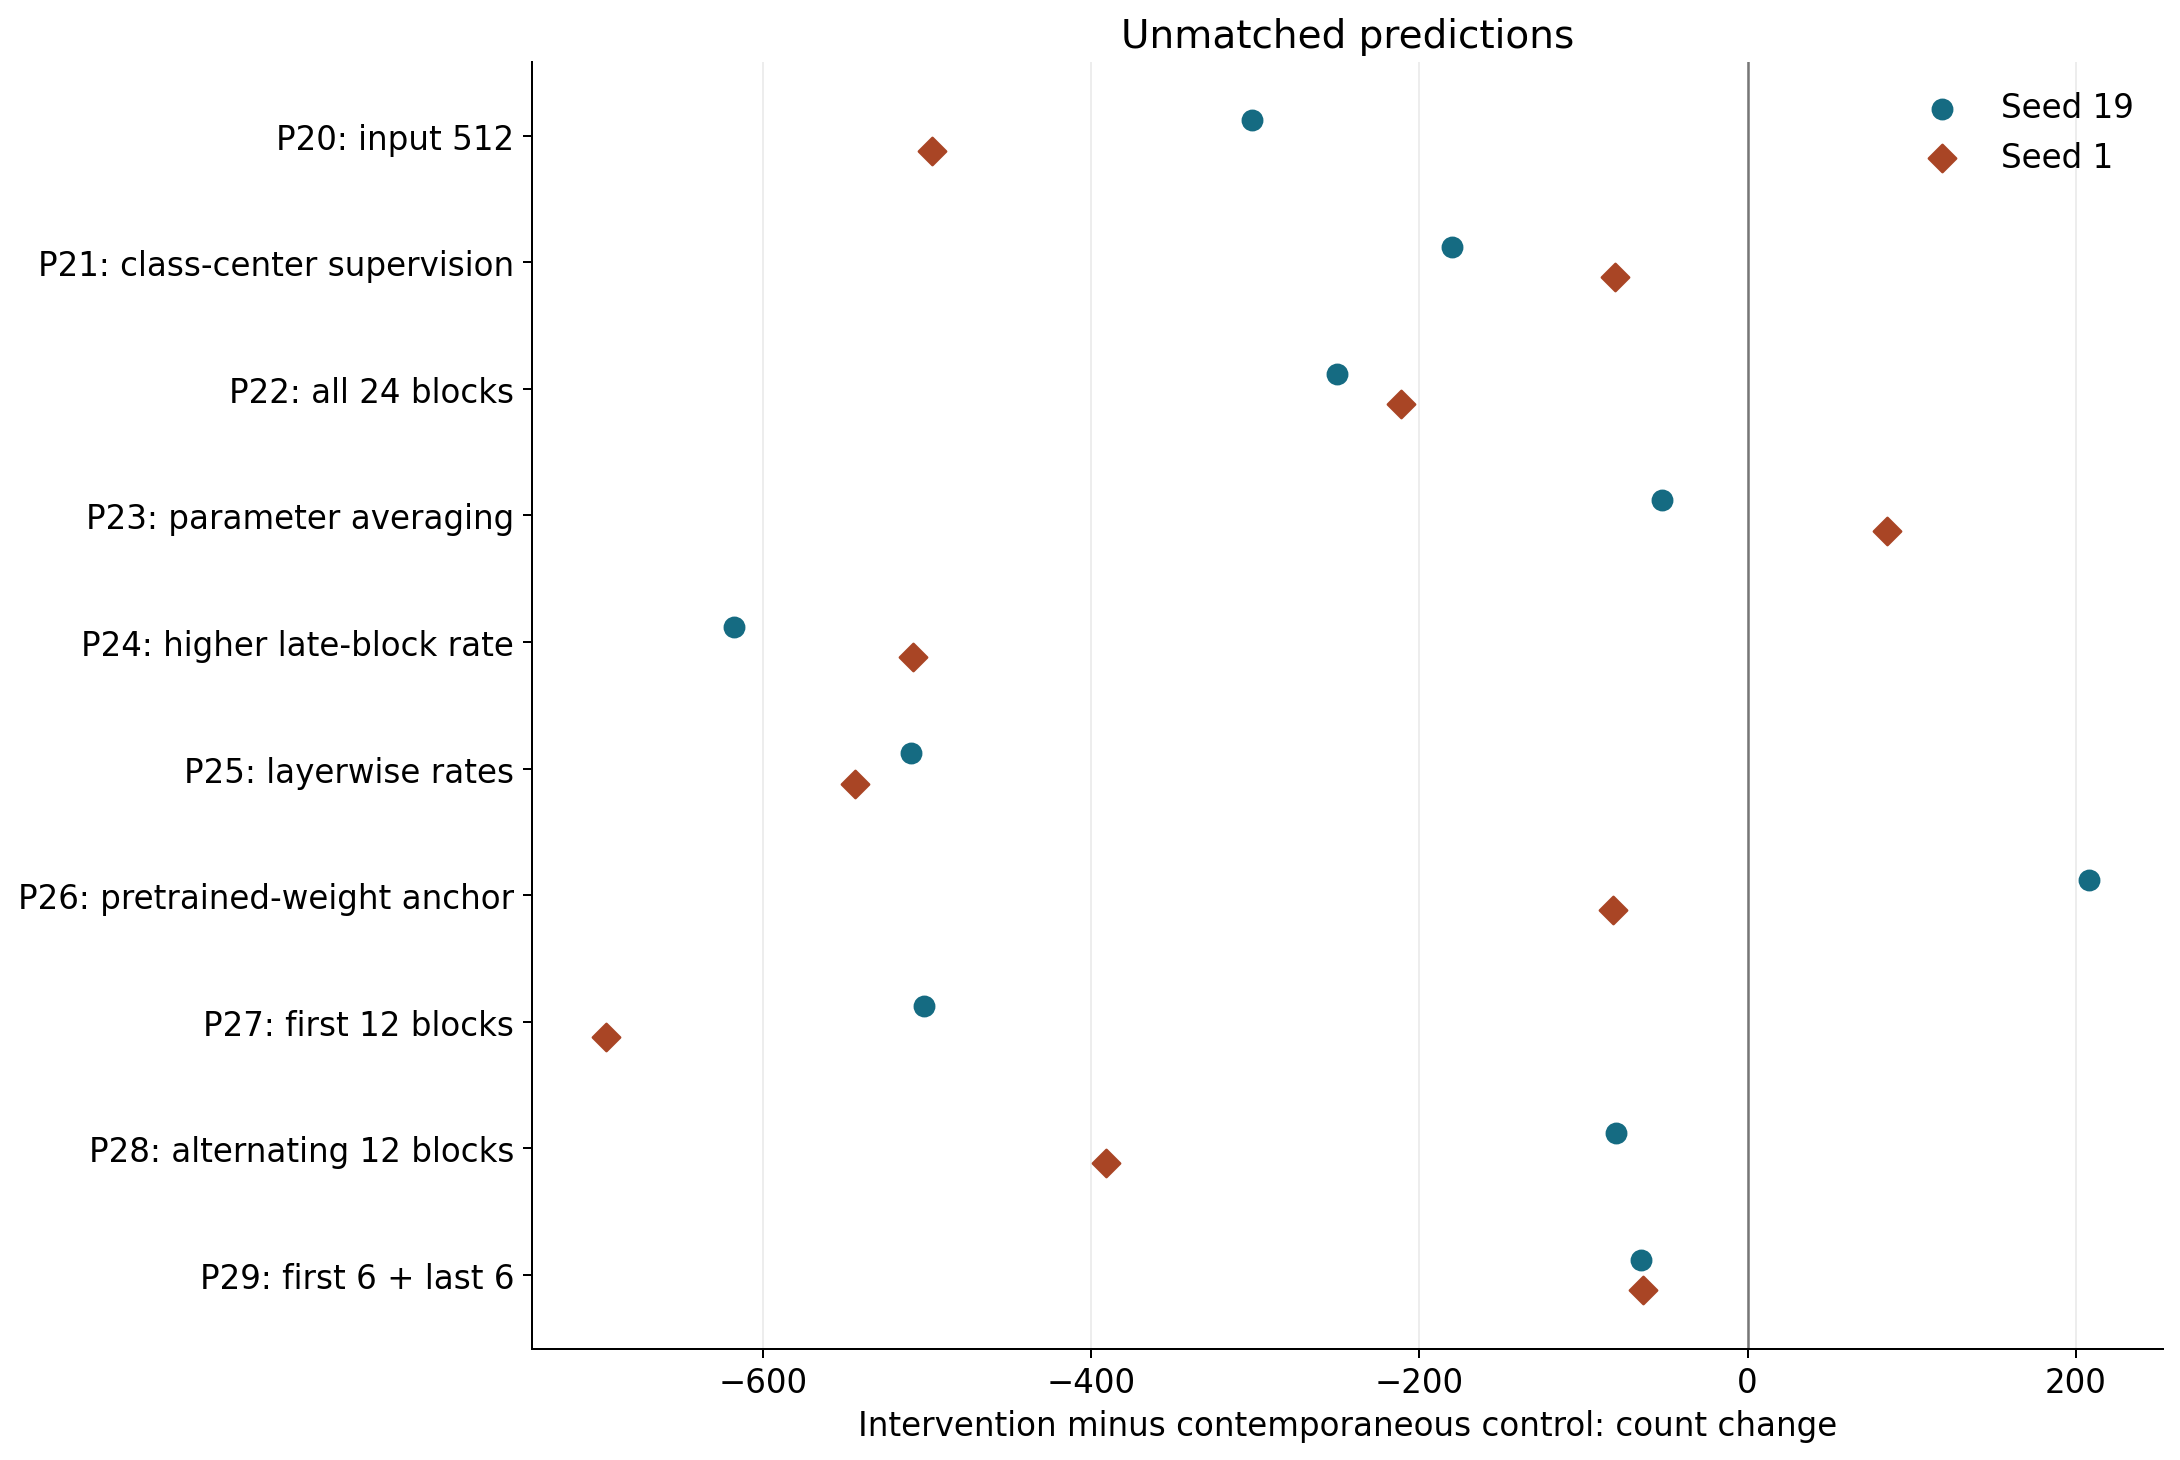 Unmatched predictions
Seed 19
Seed 1
P20: input 512
P21: class-center supervision
P22: all 24 blocks
P23: parameter averaging
P24: higher late-block rate
P25: layerwise rates
P26: pretrained-weight anchor
P27: first 12 blocks
P28: alternating 12 blocks
P29: first 6 + last 6
−600 −400 −200 0 200
Intervention minus contemporaneous control: count change